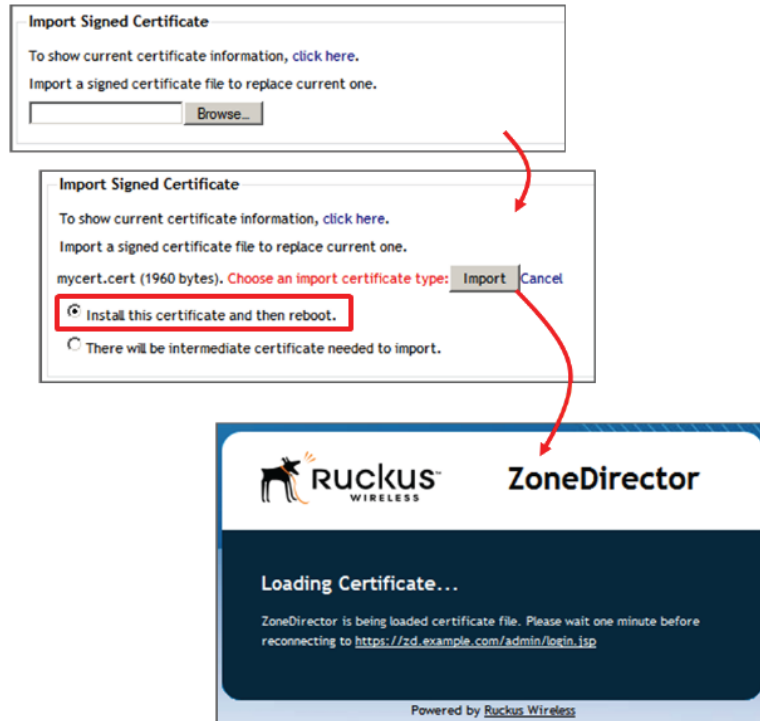 Import Signed Certificate
To show current certificate information, click here.
Import a signed certificate file to replace current one.
Browse...
Import Signed Certificate
To show current certificate information, click here.
Import a signed certificate file to replace current one.
mycert.cert (1960 bytes). Choose an import certificate type: Import Cancel
Install this certificate and then reboot.
There will be intermediate certificate needed to import.
RUCKUS™
WIRELESS
ZoneDirector
Loading Certificate...
ZoneDirector is being loaded certificate file. Please wait one minute before
reconnecting to https://zd.example.com/admin/login.jsp
Powered by Ruckus Wireless